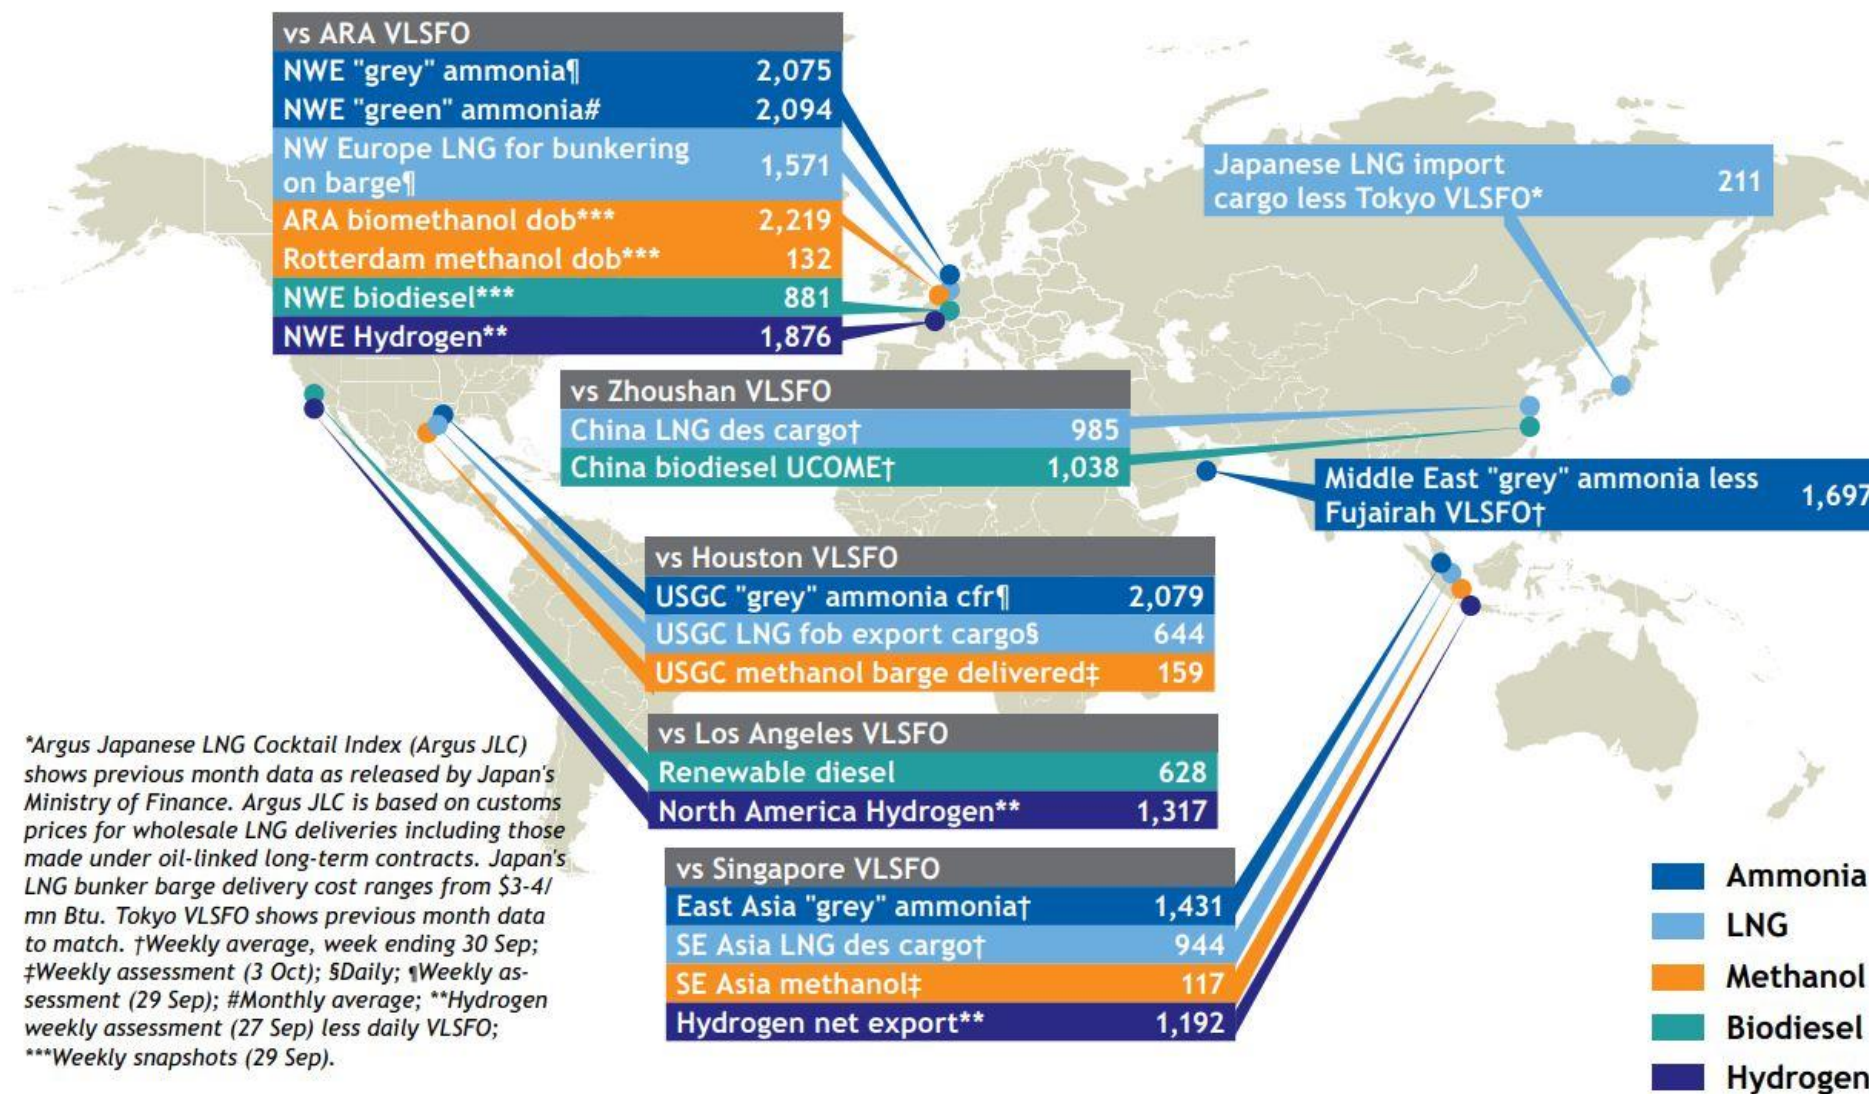 vs ARA VLSFO
NWE "grey" ammonia¶ 2,075
NWE "green" ammonia# 2,094
NW Europe LNG for bunkering
on barge¶ 1,571
ARA biomethanol dob*** 2,219
Rotterdam methanol dob*** 132
NWE biodiesel*** 881
NWE Hydrogen** 1,876
Japanese LNG import
cargo less Tokyo VLSFO* 211
vs Zhoushan VLSFO
China LNG des cargo† 985
China biodiesel UCOME† 1,038
Middle East "grey" ammonia less
Fujairah VLSFO† 1,697
vs Houston VLSFO
USGC "grey" ammonia cfr¶ 2,079
USGC LNG fob export cargo§ 644
USGC methanol barge delivered‡ 159
vs Los Angeles VLSFO
Renewable diesel 628
North America Hydrogen** 1,317
vs Singapore VLSFO
East Asia "grey" ammonia† 1,431
SE Asia LNG des cargo† 944
SE Asia methanol‡ 117
Hydrogen net export** 1,192
*Argus Japanese LNG Cocktail Index (Argus JLC)
shows previous month data as released by Japan's
Ministry of Finance. Argus JLC is based on customs
prices for wholesale LNG deliveries including those
made under oil-linked long-term contracts. Japan's
LNG bunker barge delivery cost ranges from $3-4/
mn Btu. Tokyo VLSFO shows previous month data
to match. †Weekly average, week ending 30 Sep;
‡Weekly assessment (3 Oct); §Daily; ¶Weekly as-
sessment (29 Sep); #Monthly average; **Hydrogen
weekly assessment (27 Sep) less daily VLSFO;
***Weekly snapshots (29 Sep).
Ammonia
LNG
Methanol
Biodiesel
Hydrogen